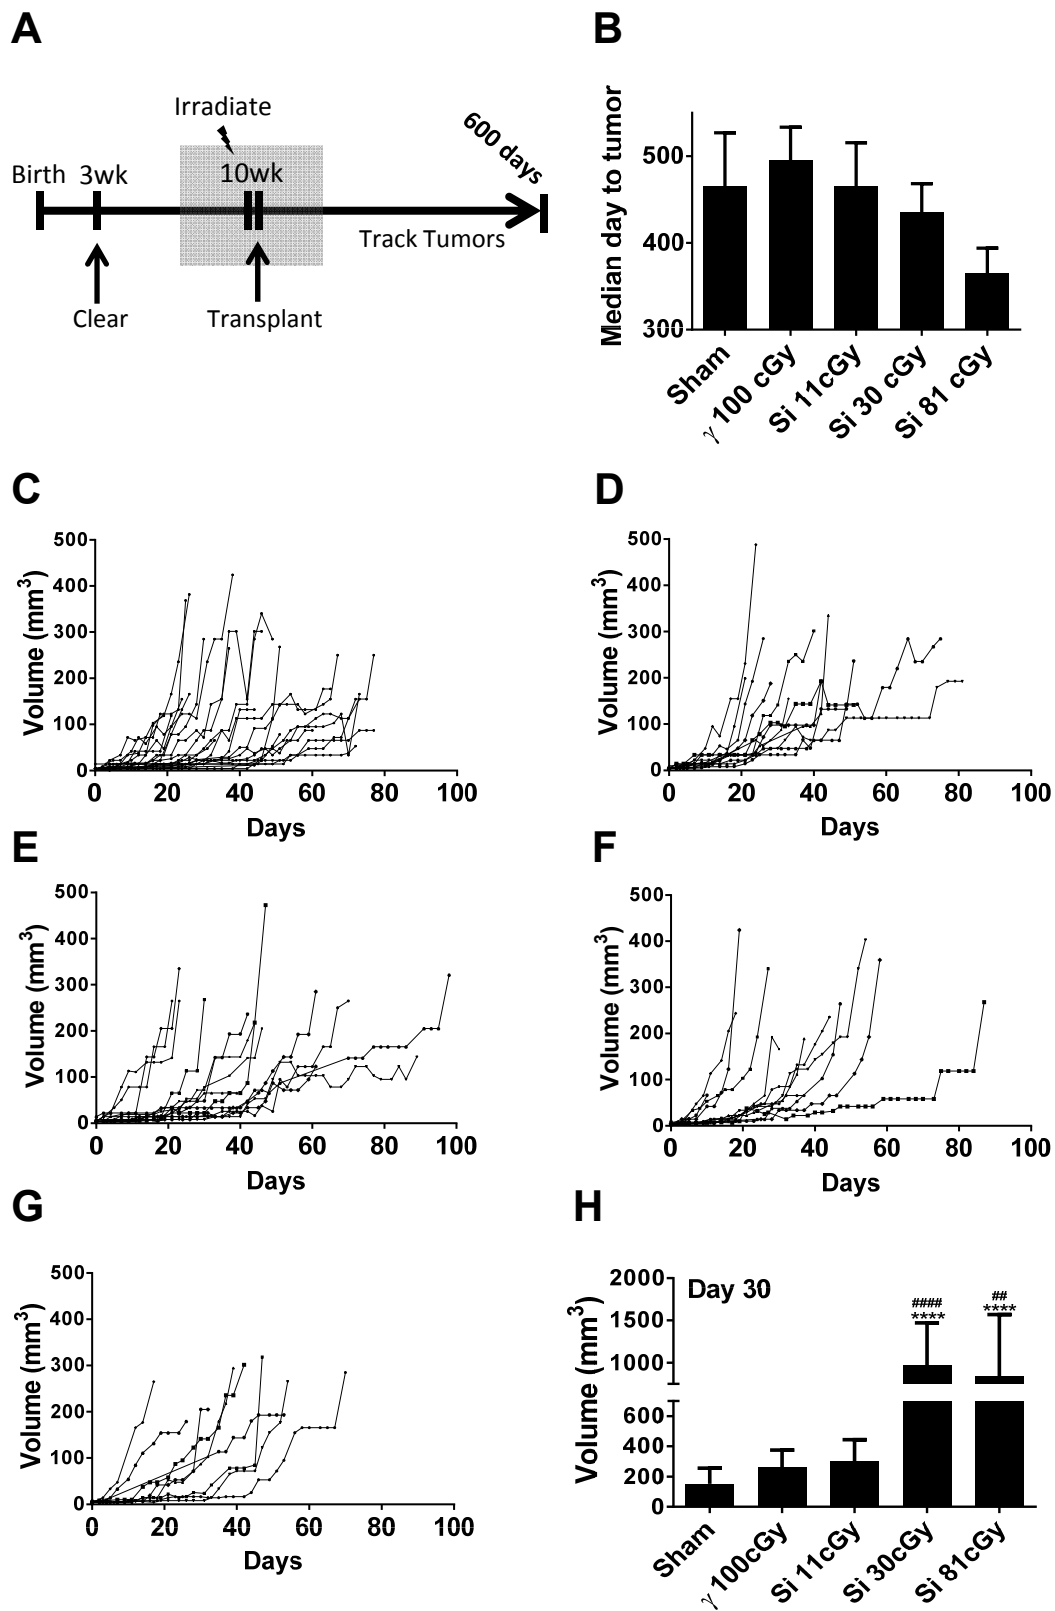 A
Irradiate
Birth 3wk 10wk 600 days
Track Tumors
Clear Transplant
B
Median day to tumor
500
400
300
Sham
γ 100 cGy
Si 11cGy
Si 30 cGy
Si 81 cGy
C
Volume (mm³)
500
400
300
200
100
0
0 20 40 60 80 100
Days
D
Volume (mm³)
500
400
300
200
100
0
0 20 40 60 80 100
Days
E
Volume (mm³)
500
400
300
200
100
0
0 20 40 60 80 100
Days
F
Volume (mm³)
500
400
300
200
100
0
0 20 40 60 80 100
Days
G
Volume (mm³)
500
400
300
200
100
0
0 20 40 60 80 100
Days
H
Volume (mm³)
Day 30
2000
1500
1000
600
400
200
0
####
****
##
****
Sham
γ 100cGy
Si 11cGy
Si 30cGy
Si 81cGy